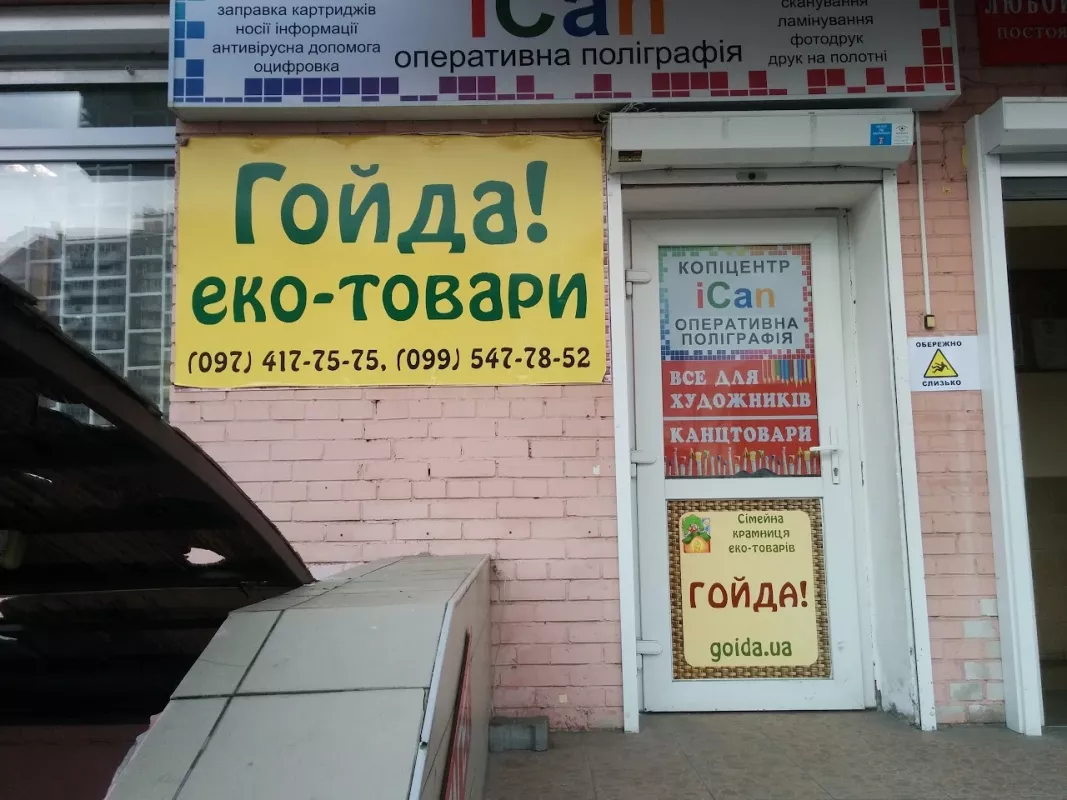 заправка картриджів
носії інформації
антивірусна допомога
оцифровка
iCan
оперативна поліграфія
сканування
ламінування
фотодрук
друк на полотні
ЛЮБОЙ
Гойда!
еко-товари
(097) 417-75-75, (099) 547-78-52
КОПІЦЕНТР
iCan
ОПЕРАТИВНА
ПОЛІГРАФІЯ
ВСЕ ДЛЯ
ХУДОЖНИКІВ
КАНЦТОВАРИ
ОБЕРЕЖНО
СЛИЗЬКО
Сімейна
крамниця
еко-товарів
ГОЙДА!
goida.ua